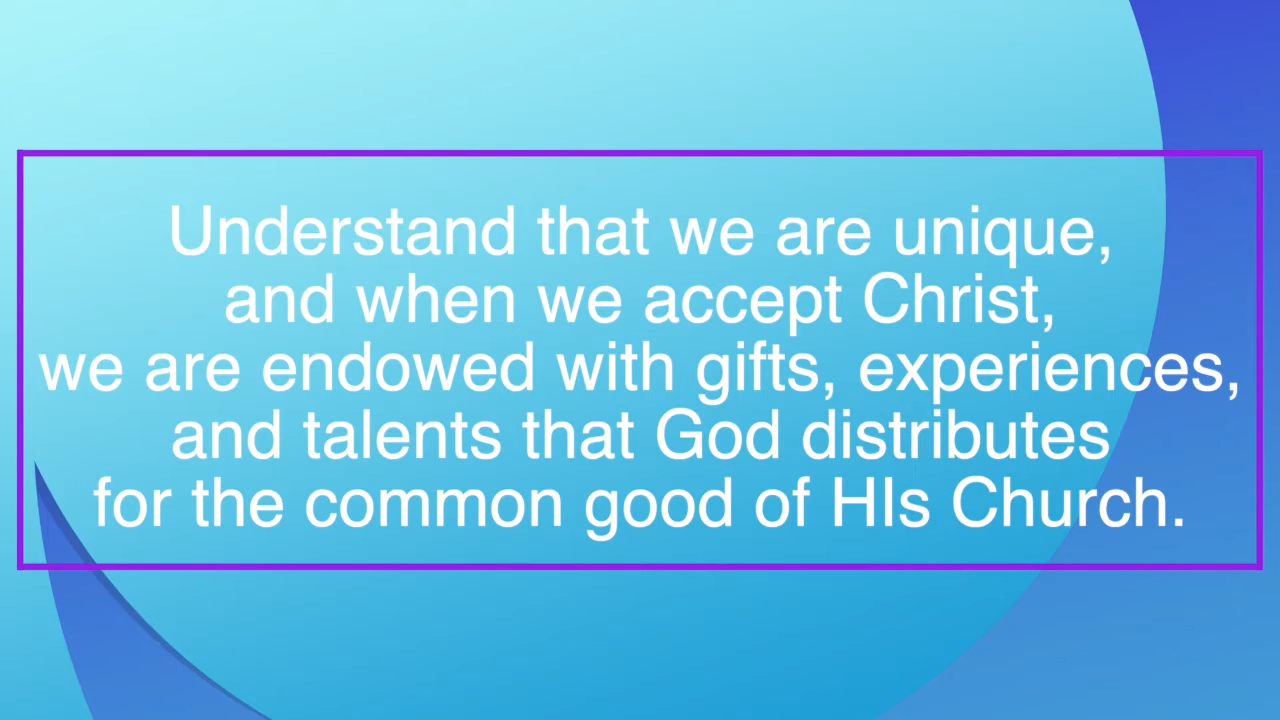 Understand that we are unique,
and when we accept Christ,
we are endowed with gifts, experiences,
and talents that God distributes
for the common good of HIs Church.